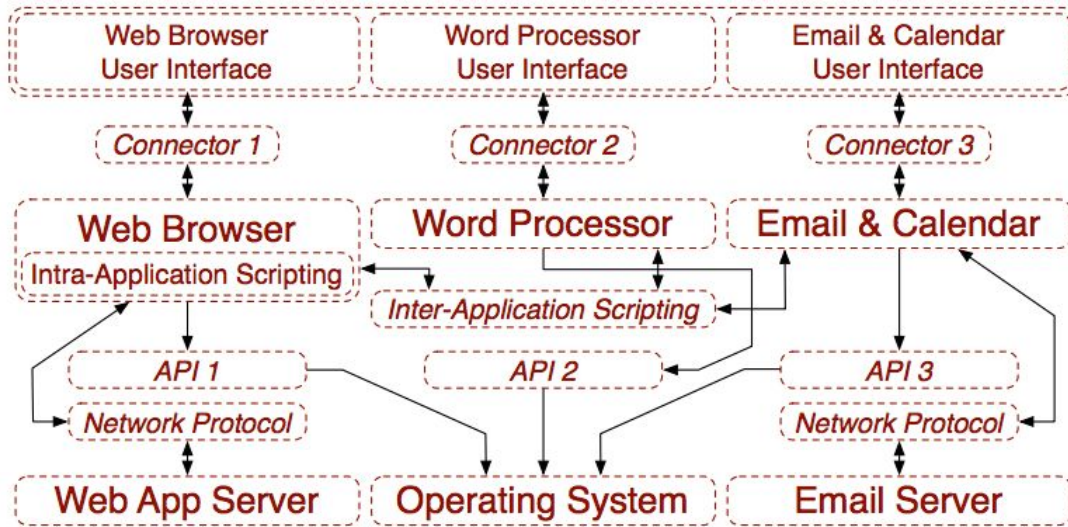 Web Browser
User Interface
Word Processor
User Interface
Email & Calendar
User Interface
Connector 1
Connector 2
Connector 3
Web Browser
Intra-Application Scripting
Word Processor
Email & Calendar
Inter-Application Scripting
API 1
API 2
API 3
Network Protocol
Network Protocol
Web App Server
Operating System
Email Server